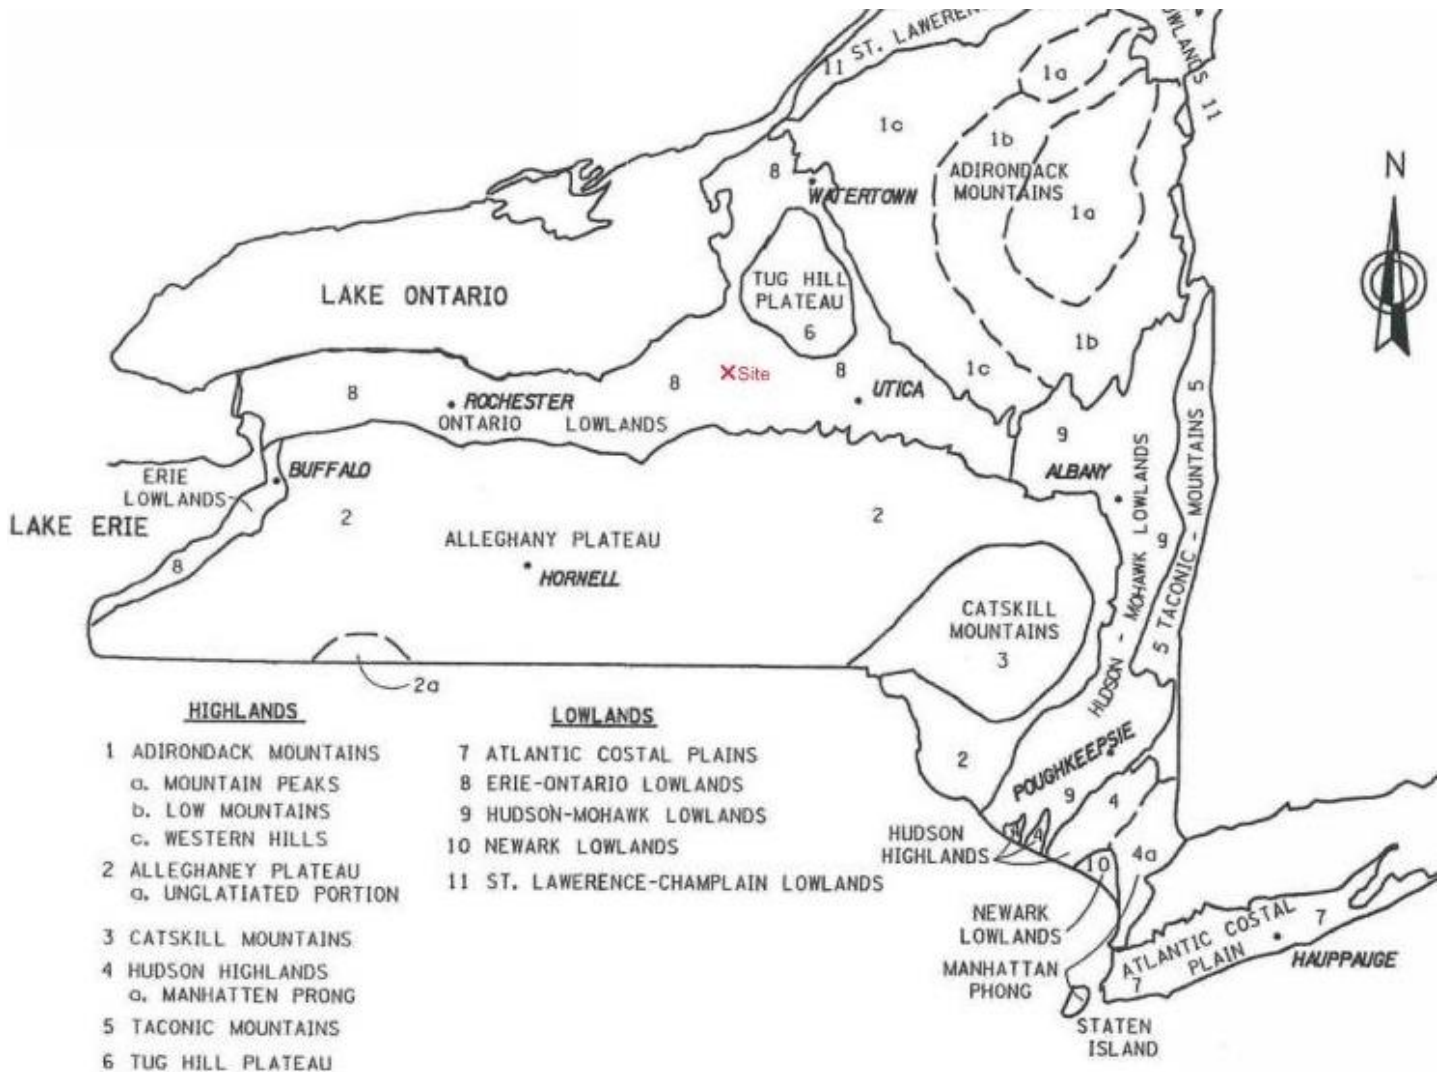 11 ST. LAWERENCE
OWLANDS 11
1a
1c
1b
8
WATERTOWN
ADIRONDACK
MOUNTAINS
1a
N
TUG HILL
PLATEAU
6
LAKE ONTARIO
1b
8
×Site
8
1c
8
ROCHESTER
UTICA
ONTARIO LOWLANDS
9
ALBANY
ERIE
LOWLANDS
BUFFALO
LAKE ERIE
2
2
ALLEGHANY PLATEAU
HORNELL
8
9
HUDSON - MOHAWK LOWLANDS
5 TACONIC - MOUNTAINS 5
CATSKILL
MOUNTAINS
3
2a
HIGHLANDS
1 ADIRONDACK MOUNTAINS
a. MOUNTAIN PEAKS
b. LOW MOUNTAINS
c. WESTERN HILLS
2 ALLEGHANEY PLATEAU
a. UNGLATIATED PORTION
3 CATSKILL MOUNTAINS
4 HUDSON HIGHLANDS
a. MANHATTEN PRONG
5 TACONIC MOUNTAINS
6 TUG HILL PLATEAU
LOWLANDS
7 ATLANTIC COSTAL PLAINS
8 ERIE-ONTARIO LOWLANDS
9 HUDSON-MOHAWK LOWLANDS
10 NEWARK LOWLANDS
11 ST. LAWERENCE-CHAMPLAIN LOWLANDS
2
POUGHKEEPSIE
9
4
HUDSON
HIGHLANDS
10
4a
NEWARK
LOWLANDS
MANHATTAN
PHONG
ATLANTIC COSTAL
PLAIN
7
7
HAUPPAUGE
STATEN
ISLAND